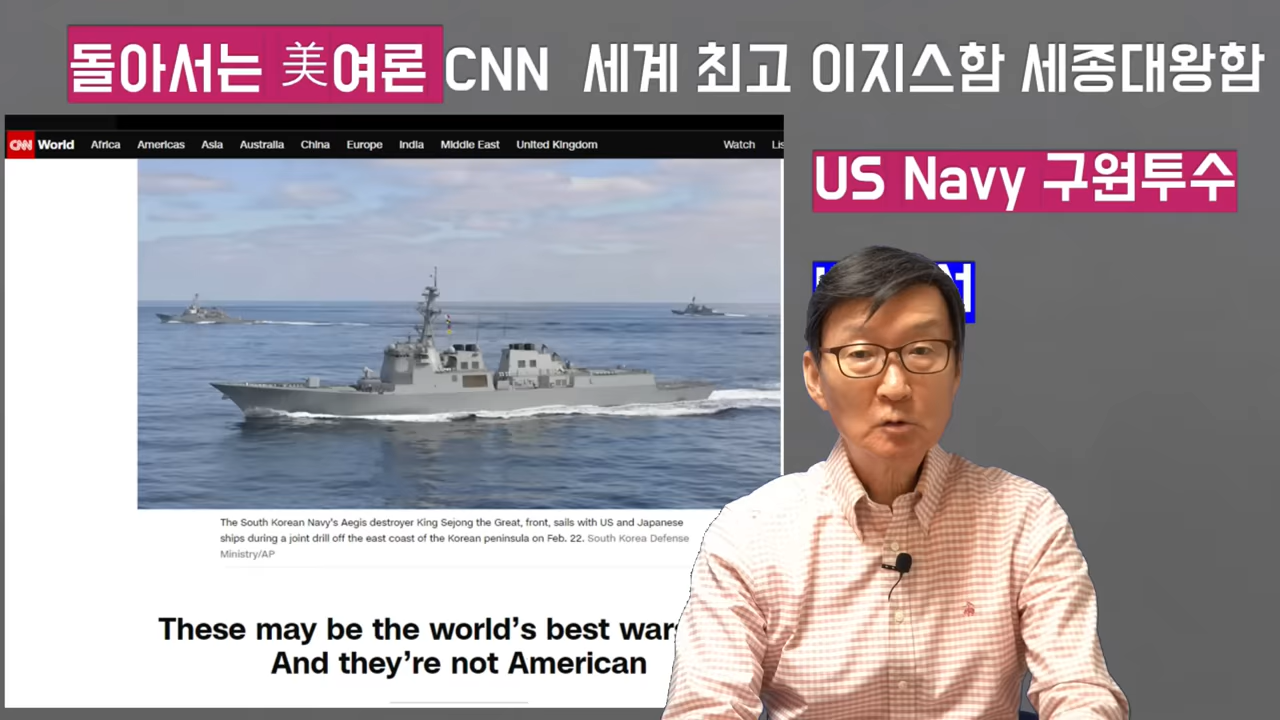 돌아서는 美여론 CNN 세계 최고 이지스함 세종대왕함
CNN World Africa Americas Asia Australia China Europe India Middle East United Kingdom Watch
US Navy 구원투수
The South Korean Navy's Aegis destroyer King Sejong the Great, front, sails with US and Japanese
ships during a joint drill off the east coast of the Korean peninsula on Feb. 22. South Korea Defense
Ministry/AP
These may be the world's best
And they're not American